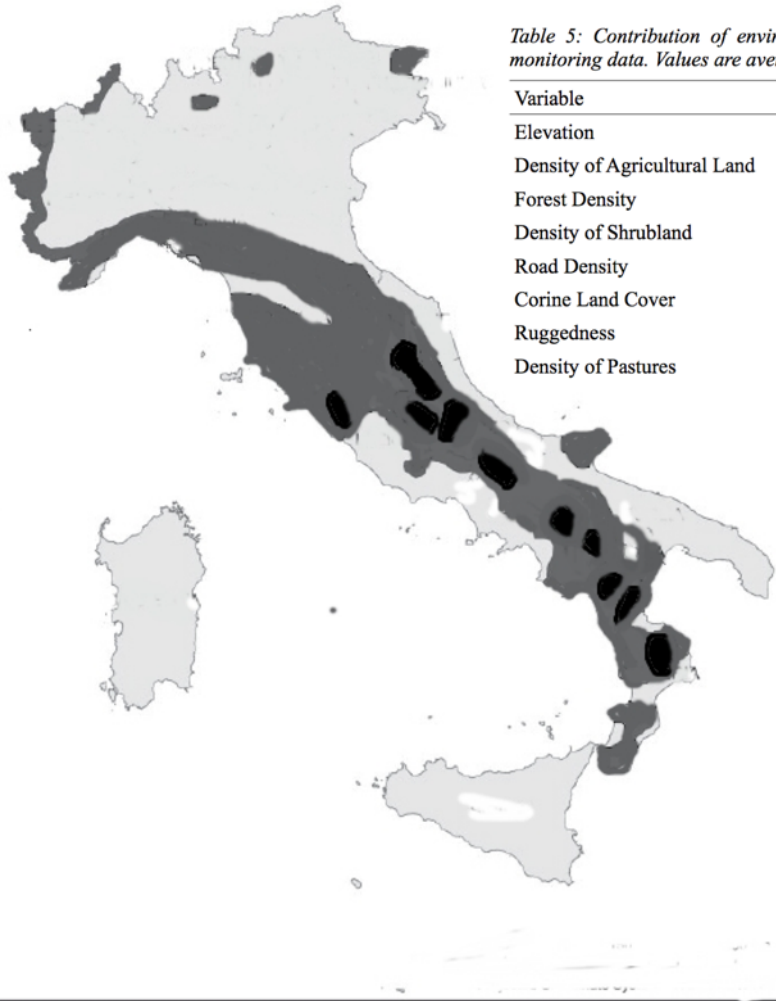 Table 5: Contribution of envir
monitoring data. Values are ave
Variable
Elevation
Density of Agricultural Land
Forest Density
Density of Shrubland
Road Density
Corine Land Cover
Ruggedness
Density of Pastures